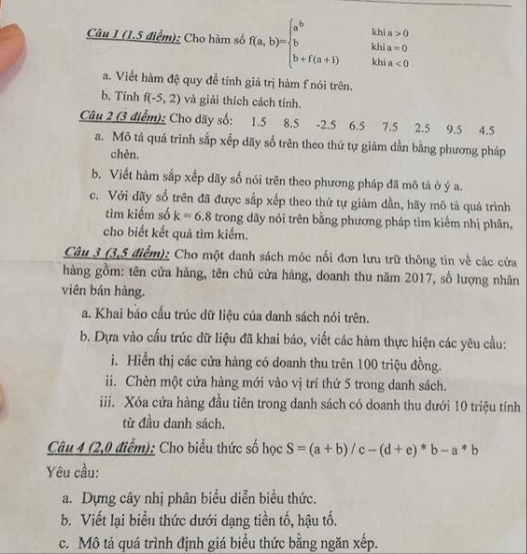 Câu 1 (1.5 điểm): Cho hàm số f(a, b)= { a^b khi a > 0
b khi a = 0
b + f(a + 1) khi a < 0
a. Viết hàm đệ quy để tính giá trị hàm f nói trên.
b. Tính f(-5, 2) và giải thích cách tính.
Câu 2 (3 điểm): Cho dãy số: 1.5 8.5 -2.5 6.5 7.5 2.5 9.5 4.5
a. Mô tả quá trình sắp xếp dãy số trên theo thứ tự giảm dần bằng phương pháp
chèn.
b. Viết hàm sắp xếp dãy số nói trên theo phương pháp đã mô tả ở ý a.
c. Với dãy số trên đã được sắp xếp theo thứ tự giảm dần, hãy mô tả quá trình
tìm kiếm số k = 6.8 trong dãy nói trên bằng phương pháp tìm kiếm nhị phân,
cho biết kết quả tìm kiếm.
Câu 3 (3,5 điểm): Cho một danh sách móc nối đơn lưu trữ thông tin về các cửa
hàng gồm: tên cửa hàng, tên chủ cửa hàng, doanh thu năm 2017, số lượng nhân
viên bán hàng.
a. Khai báo cấu trúc dữ liệu của danh sách nói trên.
b. Dựa vào cấu trúc dữ liệu đã khai báo, viết các hàm thực hiện các yêu cầu:
i. Hiển thị các cửa hàng có doanh thu trên 100 triệu đồng.
ii. Chèn một cửa hàng mới vào vị trí thứ 5 trong danh sách.
iii. Xóa cửa hàng đầu tiên trong danh sách có doanh thu dưới 10 triệu tính
từ đầu danh sách.
Câu 4 (2,0 điểm): Cho biểu thức số học S = (a + b) / c – (d + e) * b – a * b
Yêu cầu:
a. Dựng cây nhị phân biểu diễn biểu thức.
b. Viết lại biểu thức dưới dạng tiền tố, hậu tố.
c. Mô tả quá trình định giá biểu thức bằng ngăn xếp.